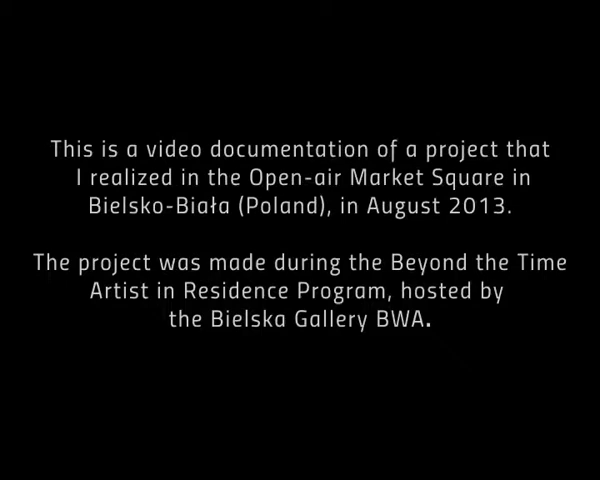 This is a video documentation of a project that
I realized in the Open-air Market Square in
Bielsko-Biała (Poland), in August 2013.
The project was made during the Beyond the Time
Artist in Residence Program, hosted by
the Bielska Gallery BWA.